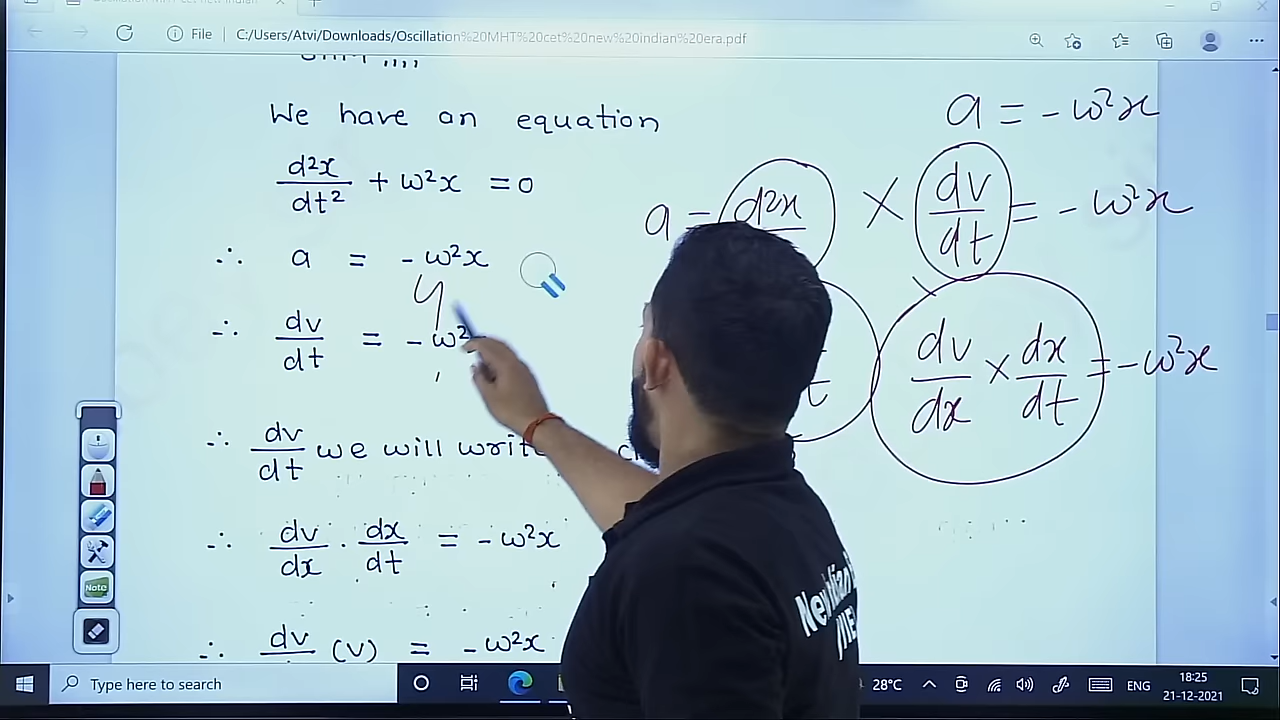 File C:/Users/Atvi/Downloads/Oscillation%20MHT%20cet%20new%20indian%20era.pdf
We have an equation
d²x/dt² + ω²x = 0
∴ a = -ω²x
∴ dv/dt = -ω²
∴ dv/dt we will write
∴ dv/dx . dx/dt = -ω²x
∴ dv/ (v) = -ω²x
a = -ω²x
a = d²x × dv/dt = -ω²x
dv/dx × dx/dt = -ω²x
Note
Type here to search
28°C ENG 18:25
21-12-2021